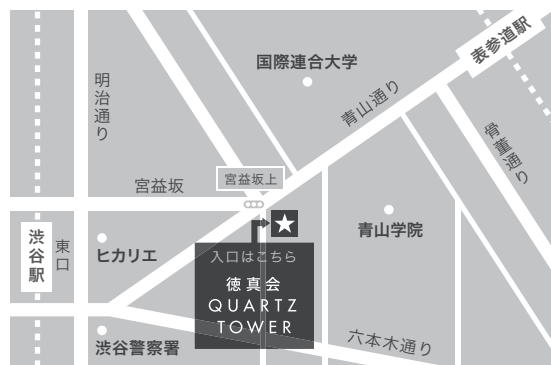 表参道駅
国際連合大学
明治通り
青山通り
骨董通り
宮益坂上
宮益坂
青山学院
渋谷駅
東口
ヒカリエ
入口はこちら
徳真会
QUARTZ
TOWER
六本木通り
渋谷警察署